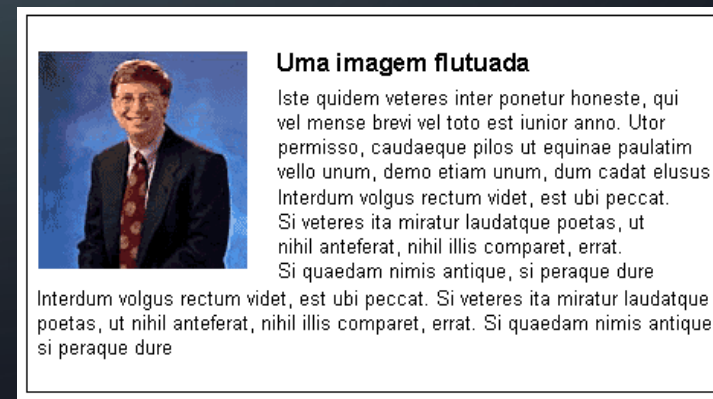 Uma imagem flutuada
Iste quidem veteres inter ponetur honeste, qui
vel mense brevi vel toto est iunior anno. Utor
permisso, caudaeque pilos ut equinae paulatim
vello unum, demo etiam unum, dum cadat elusus
Interdum volgus rectum videt, est ubi peccat.
Si veteres ita miratur laudatque poetas, ut
nihil anteferat, nihil illis comparet, errat.
Si quaedam nimis antique, si peraque dure
Interdum volgus rectum videt, est ubi peccat. Si veteres ita miratur laudatque
poetas, ut nihil anteferat, nihil illis comparet, errat. Si quaedam nimis antique
si peraque dure